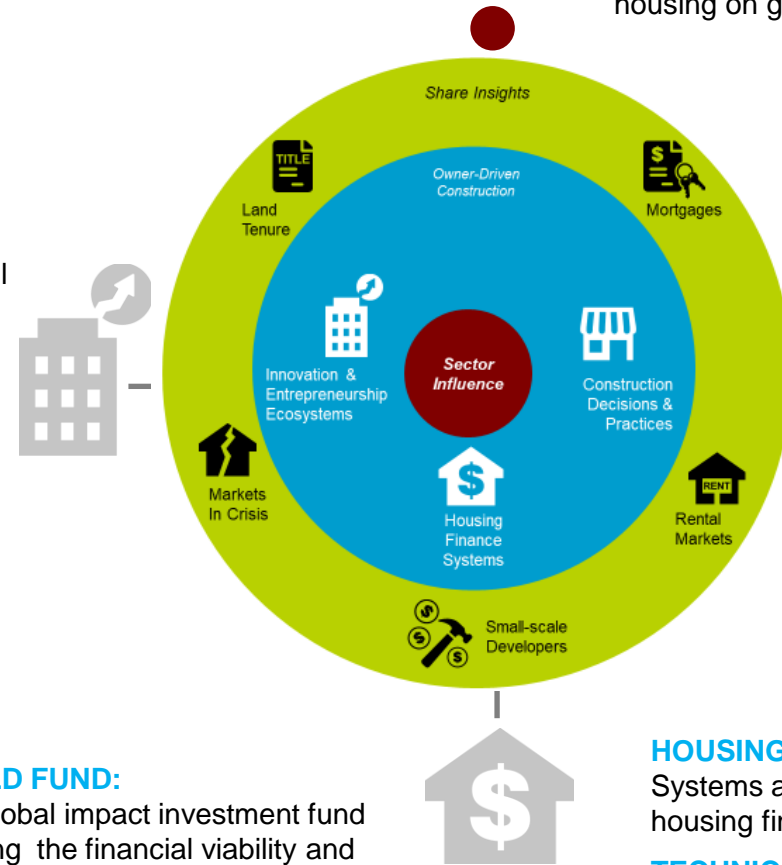 housing on g
Share Insights
TITLE
Land
Tenure
$
Mortgages
Owner-Driven
Construction
l
Innovation &
Entrepreneurship
Ecosystems
Sector
Influence
Construction
Decisions &
Practices
Markets
In Crisis
$
Housing
Finance
Systems
RENT
Rental
Markets
$
$
$
Small-scale
Developers
$
D FUND:
obal impact investment fund
ng the financial viability and
HOUSING
Systems a
housing fin